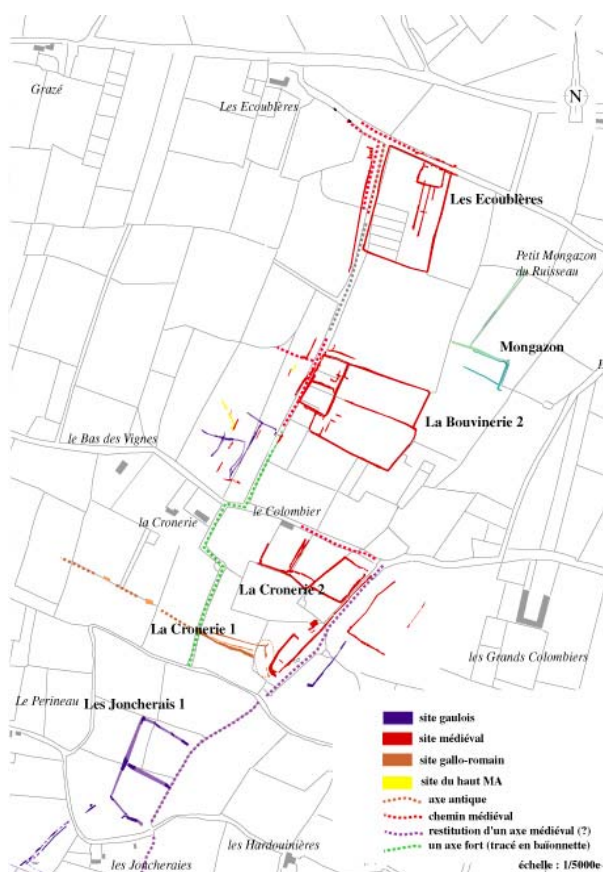 Grazé
Les Ecoublères
N
Les Ecoublères
Petit Mongazon
du Ruisseau
Mongazon
La Bouvinerie 2
le Bas des Vignes
la Cronerie
le Colombier
La Cronerie 2
La Cronerie 1
les Grands Colombiers
Le Perineau
Les Joncherais 1
site gaulois
site médiéval
site gallo-romain
site du haut MA
axe antique
chemin médiéval
restitution d'un axe médiéval (?)
un axe fort (tracé en baïonnette)
les Hardouinières
les Joncheraies
échelle : 1/5000e